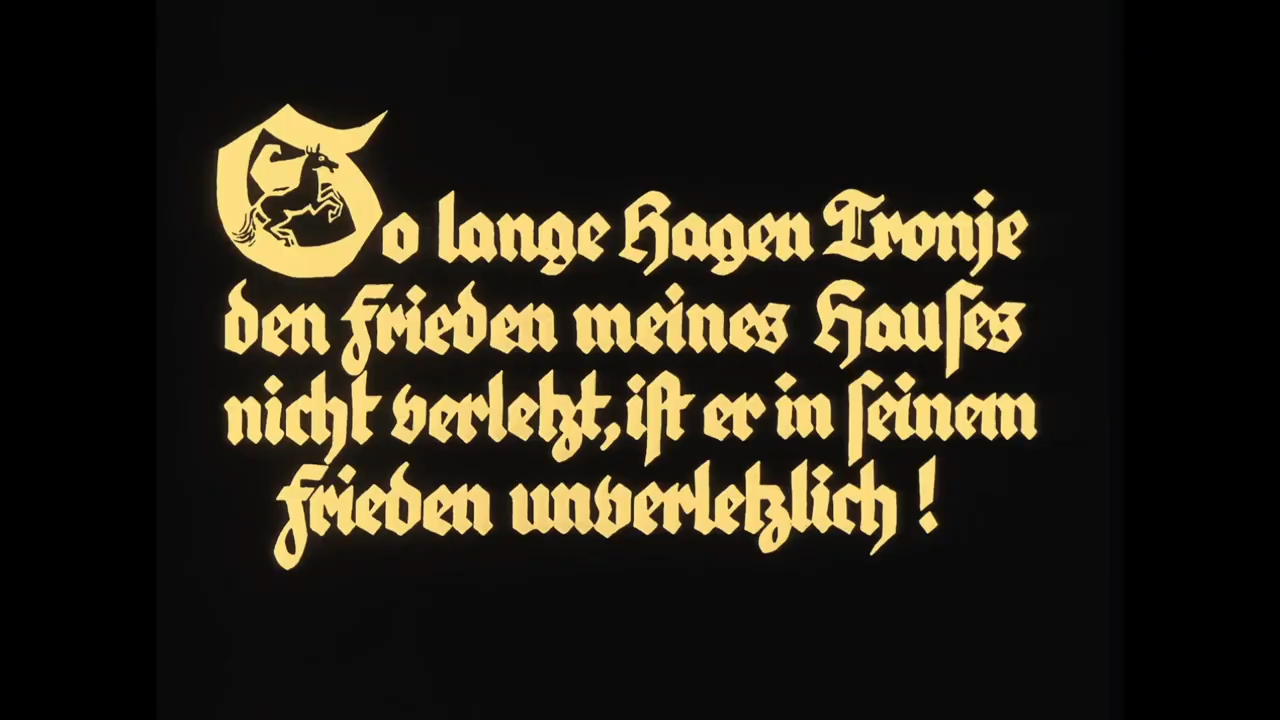 So lange Hagen Tronje
den Frieden meines Hauſes
nicht verletzt, iſt er in ſeinem
Frieden unverletzlich!